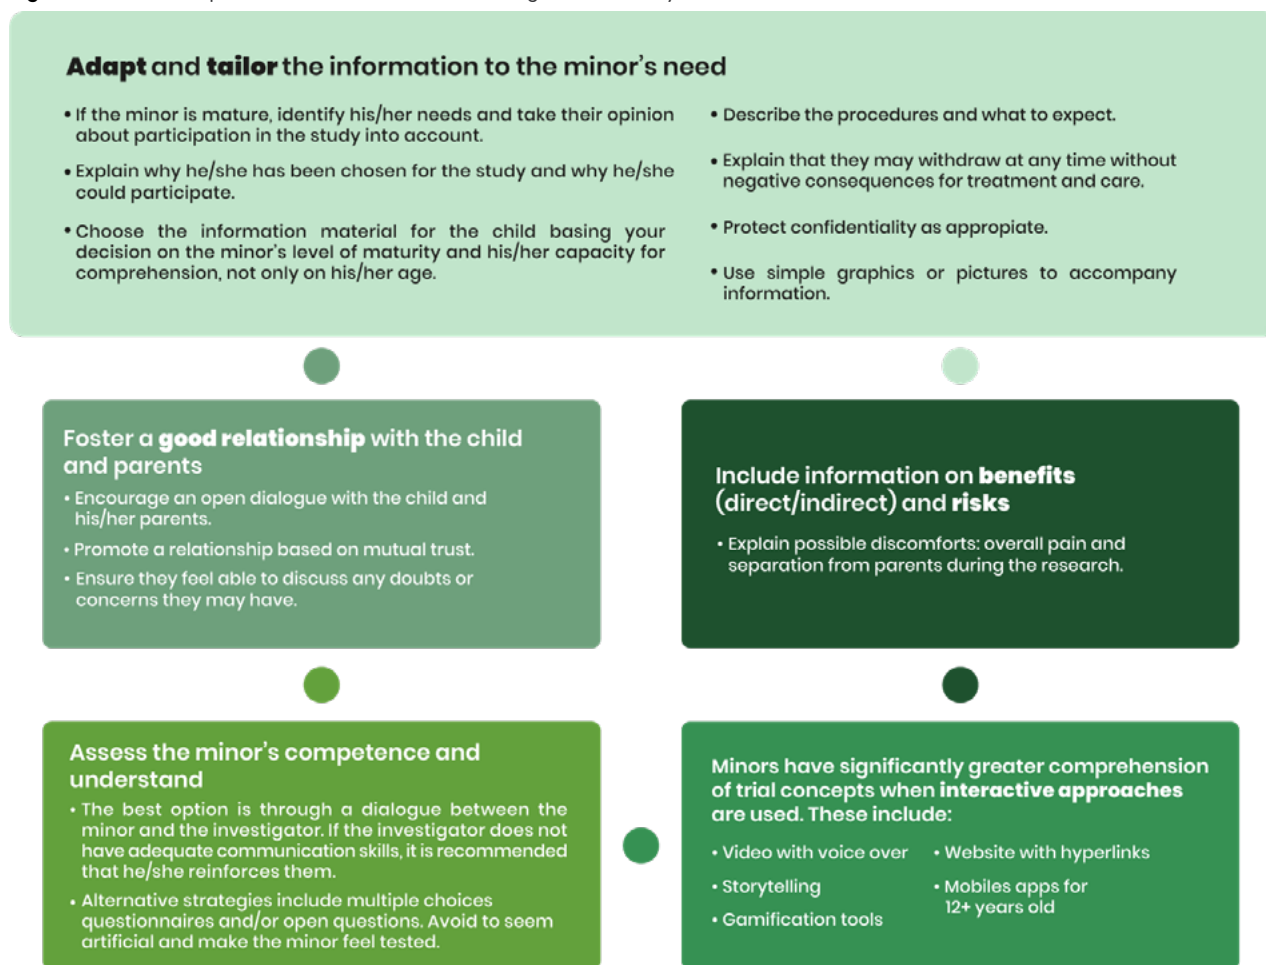 Adapt and tailor the information to the minor's need
• If the minor is mature, identify his/her needs and take their opinion
about participation in the study into account.
• Explain why he/she has been chosen for the study and why he/she
could participate.
• Choose the information material for the child basing your
decision on the minor's level of maturity and his/her capacity for
comprehension, not only on his/her age.
• Describe the procedures and what to expect.
• Explain that they may withdraw at any time without
negative consequences for treatment and care.
• Protect confidentiality as appropiate.
• Use simple graphics or pictures to accompany
information.
Foster a good relationship with the child
and parents
• Encourage an open dialogue with the child and
his/her parents.
• Promote a relationship based on mutual trust.
• Ensure they feel able to discuss any doubts or
concerns they may have.
Include information on benefits
(direct/indirect) and risks
• Explain possible discomforts: overall pain and
separation from parents during the research.
Assess the minor's competence and
understand
• The best option is through a dialogue between the
minor and the investigator. If the investigator does not
have adequate communication skills, it is recommended
that he/she reinforces them.
• Alternative strategies include multiple choices
questionnaires and/or open questions. Avoid to seem
artificial and make the minor feel tested.
Minors have significantly greater comprehension
of trial concepts when interactive approaches
are used. These include:
• Video with voice over
• Storytelling
• Gamification tools
• Website with hyperlinks
• Mobiles apps for
12+ years old